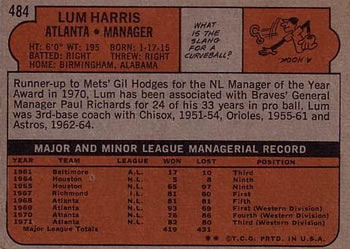 484
LUM HARRIS
ATLANTA • MANAGER
HT: 6'0" WT: 195 BORN: 1-17-15
BATTED: RIGHT THREW: RIGHT
HOME: BIRMINGHAM, ALABAMA
WHAT IS
THE SLANG
FOR A
CURVEBALL?
A HOOK.
Runner-up to Mets' Gil Hodges for the NL Manager of the
Year Award in 1970, Lum has been associated with Braves' General
Manager Paul Richards for 24 of his 33 years in pro ball. Lum
was 3rd-base coach with Chisox, 1951-54, Orioles, 1955-61 and
Astros, 1962-64.
MAJOR AND MINOR LEAGUE MANAGERIAL RECORD
YEAR CLUB LEAGUE WON LOST POSITION
1961 Baltimore A.L. 17 10 Third
1964 Houston N.L. 5 8 Ninth
1965 Houston N.L. 65 97 Ninth
1967 Richmond I.L. 81 60 First
1968 Atlanta N.L. 81 81 Fifth
1969 Atlanta N.L. 93 69 First (Western Division)
1970 Atlanta N.L. 76 86 Fourth (Western Division)
1971 Atlanta N.L. 82 80 Third (Western Division)
Major League Totals 419 431
© T.C.G. PRTD. IN U.S.A.